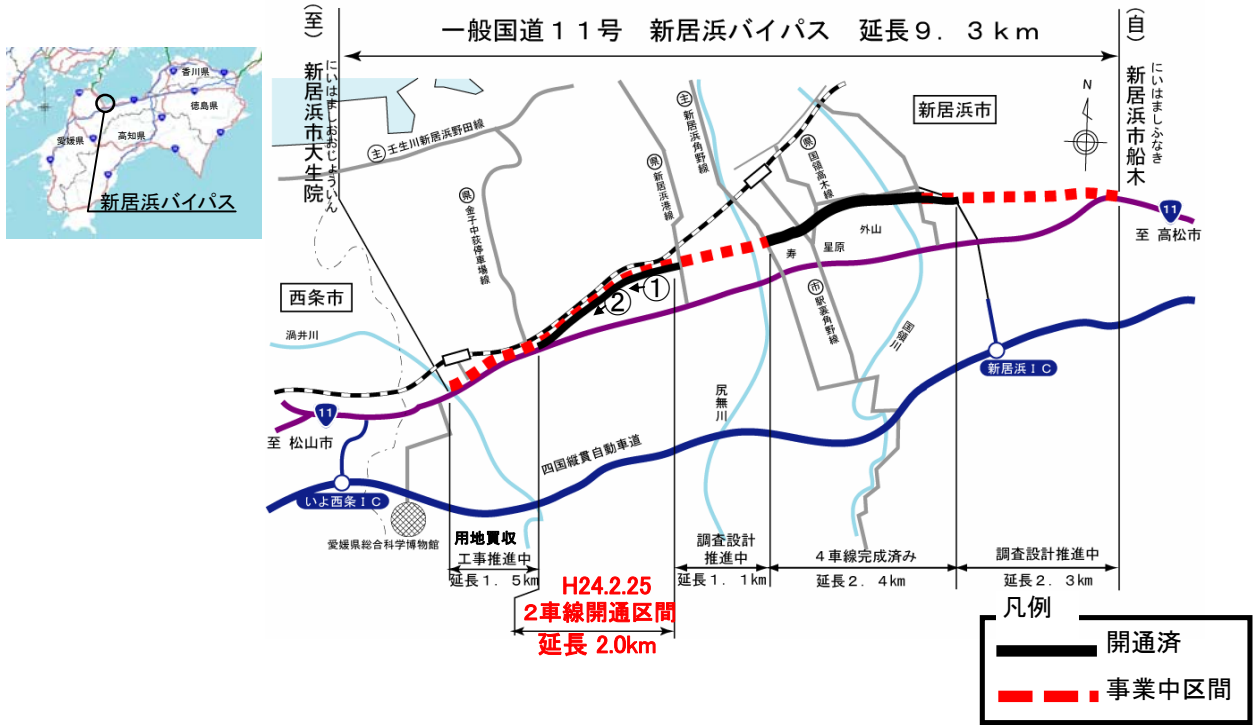 一般国道１１号　新居浜バイパス　延長９．３ｋｍ
（至）
新居浜市大生院
にいはましおおじょういん
（自）
新居浜市船木
にいはましふなき
香川県
徳島県
愛媛県
高知県
新居浜バイパス
N
新居浜市
西条市
主 壬生川新居浜野田線
県 金子中萩停車場線
県 新居浜港線
主 新居浜角野線
県 国領高木線
市 駅裏角野線
外山
星原
寿
①
②
11
至 高松市
渦井川
尻無川
国領川
新居浜ＩＣ
11
至 松山市
いよ西条ＩＣ
四国縦貫自動車道
愛媛県総合科学博物館
用地買収
工事推進中
延長１．５km
H24.2.25
２車線開通区間
延長 2.0km
調査設計
推進中
延長１．１km
４車線完成済み
延長２．４km
調査設計推進中
延長２．３km
凡例
開通済
事業中区間